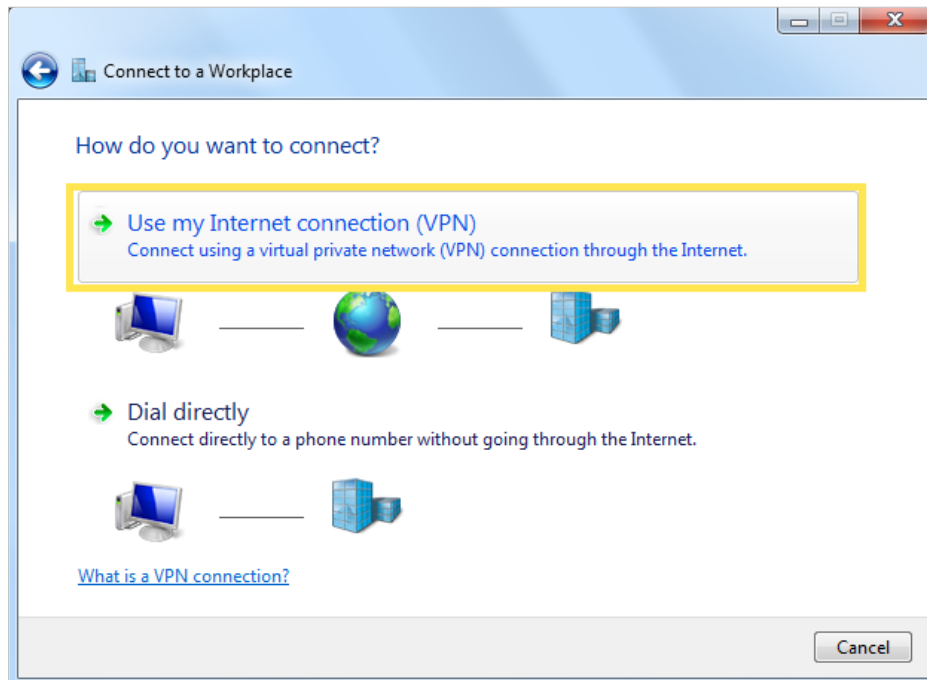 Connect to a Workplace
How do you want to connect?
Use my Internet connection (VPN)
Connect using a virtual private network (VPN) connection through the Internet.
Dial directly
Connect directly to a phone number without going through the Internet.
What is a VPN connection?
Cancel